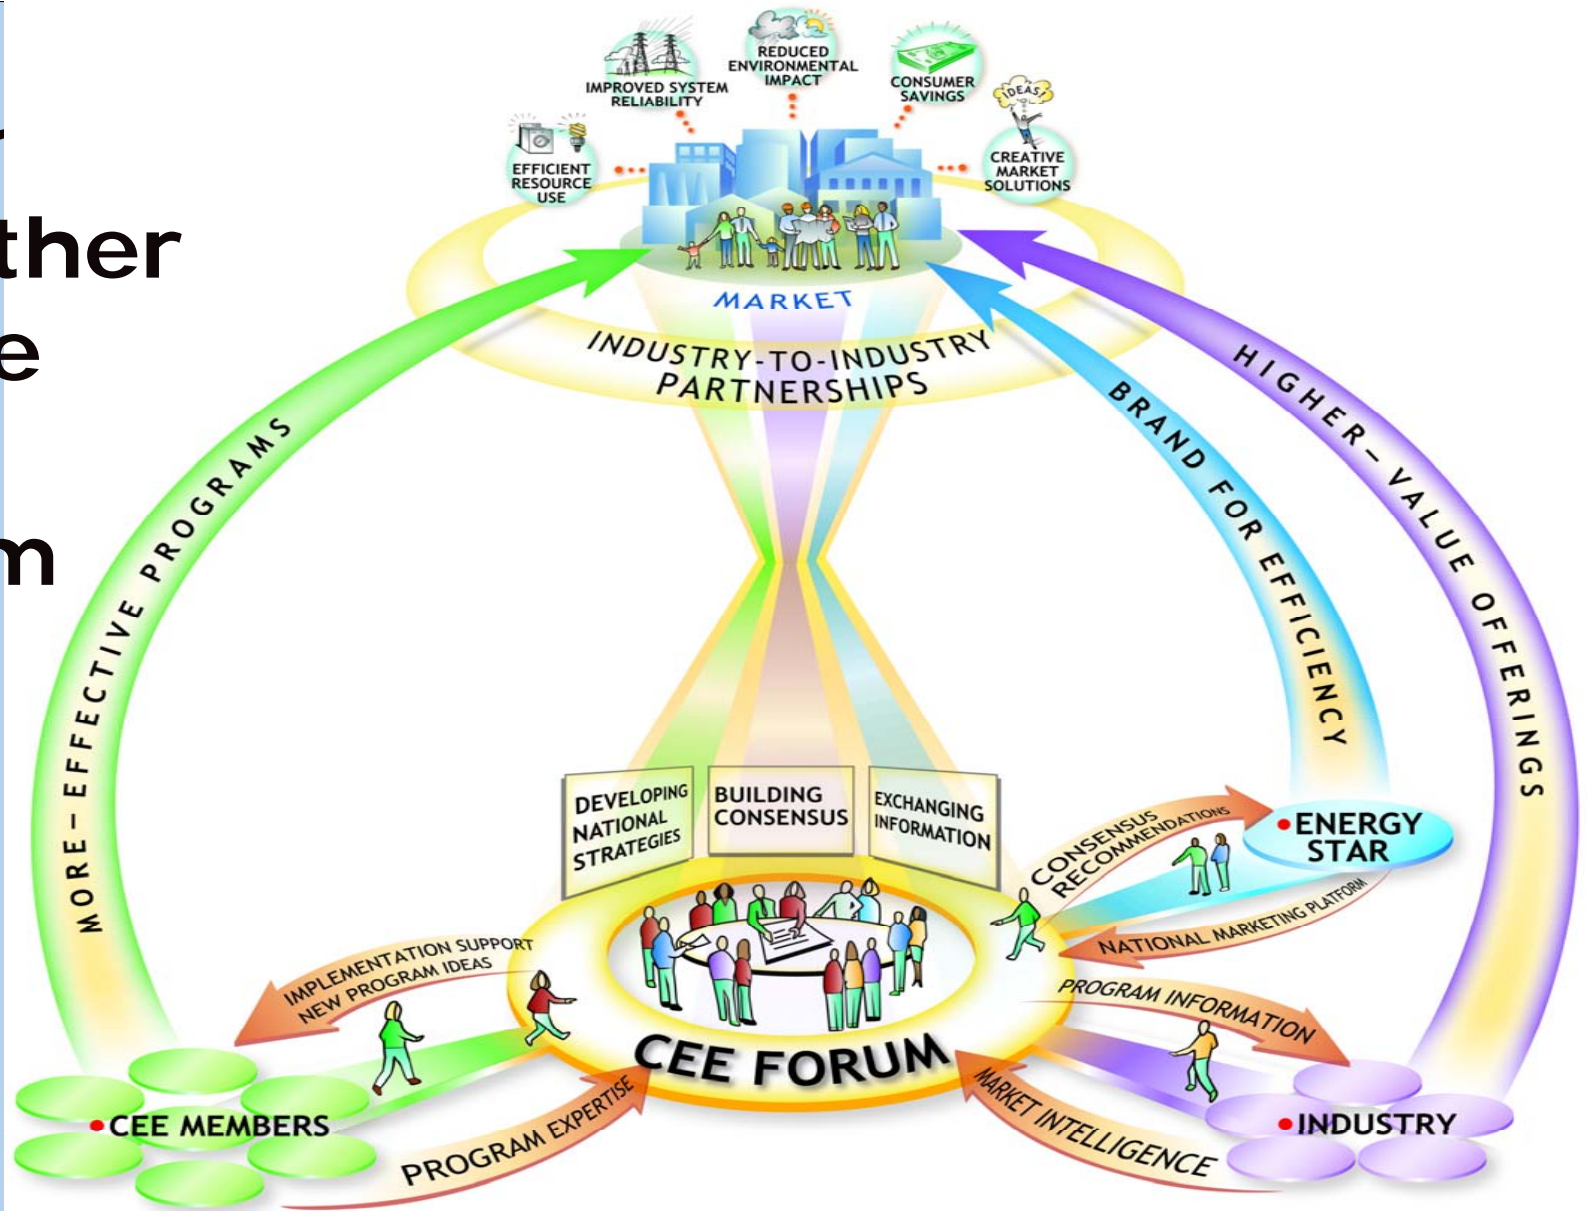 IMPROVED SYSTEM
RELIABILITY
REDUCED
ENVIRONMENTAL
IMPACT
CONSUMER
SAVINGS
IDEAS!
EFFICIENT
RESOURCE
USE
CREATIVE
MARKET
SOLUTIONS
ther
e
m
MARKET
INDUSTRY-TO-INDUSTRY
PARTNERSHIPS
MORE-EFFECTIVE PROGRAMS
BRAND FOR EFFICIENCY
HIGHER-VALUE OFFERINGS
DEVELOPING
NATIONAL
STRATEGIES
BUILDING
CONSENSUS
EXCHANGING
INFORMATION
CONSENSUS
RECOMMENDATIONS
•ENERGY
STAR
NATIONAL MARKETING PLATFORM
IMPLEMENTATION SUPPORT
NEW PROGRAM IDEAS
PROGRAM INFORMATION
CEE FORUM
•CEE MEMBERS
PROGRAM EXPERTISE
MARKET INTELLIGENCE
•INDUSTRY